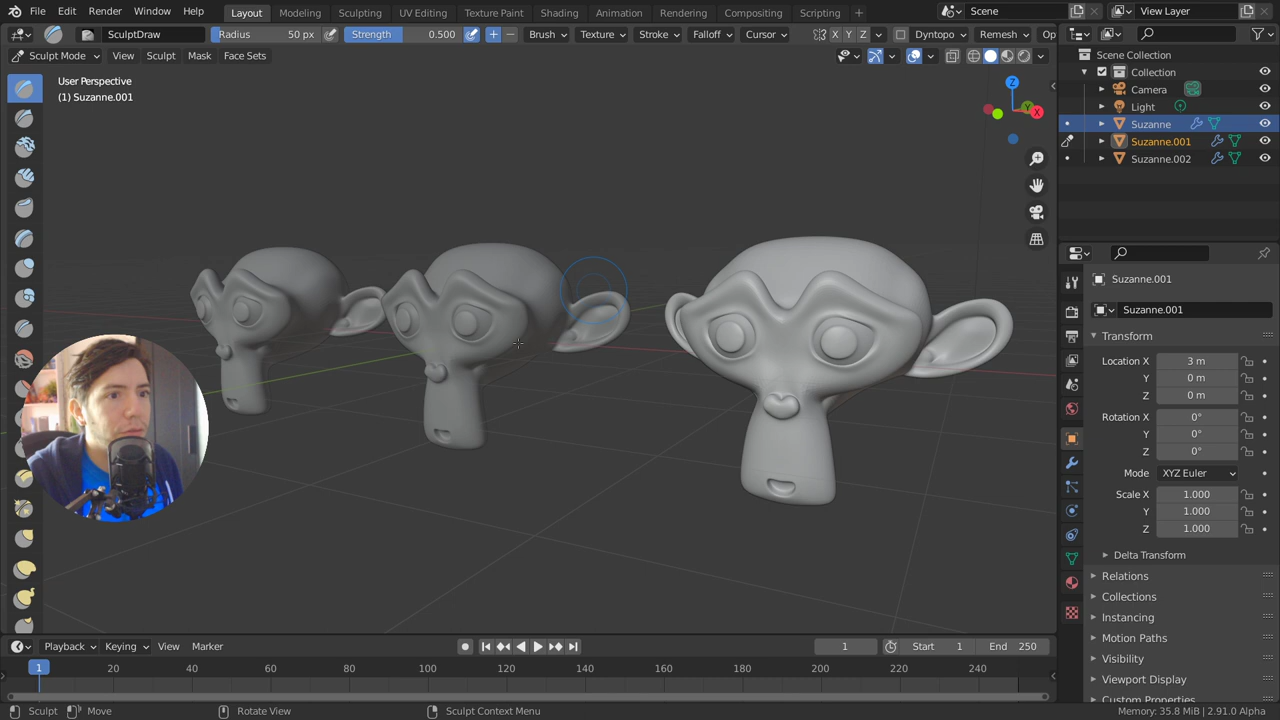 File Edit Render Window Help Layout Modeling Sculpting UV Editing Texture Paint Shading Animation Rendering Compositing Scripting + Scene View Layer
SculptDraw Radius 50 px Strength 0.500 Brush Texture Stroke Falloff Cursor X Y Z Dyntopo Remesh Op
Sculpt Mode View Sculpt Mask Face Sets
User Perspective
(1) Suzanne.001
Z
Y
X
Scene Collection
Collection
Camera
Light
Suzanne
Suzanne.001
Suzanne.002
Suzanne.001
Suzanne.001
Transform
Location X 3 m
Y 0 m
Z 0 m
Rotation X 0°
Y 0°
Z 0°
Mode XYZ Euler
Scale X 1.000
Y 1.000
Z 1.000
Delta Transform
Relations
Collections
Instancing
Motion Paths
Visibility
Viewport Display
Custom Properties
Playback Keying View Marker 1 Start 1 End 250
1 20 40 60 80 100 120 140 160 180 200 220 240
Sculpt Move Rotate View Sculpt Context Menu Memory: 35.8 MiB | 2.91.0 Alpha